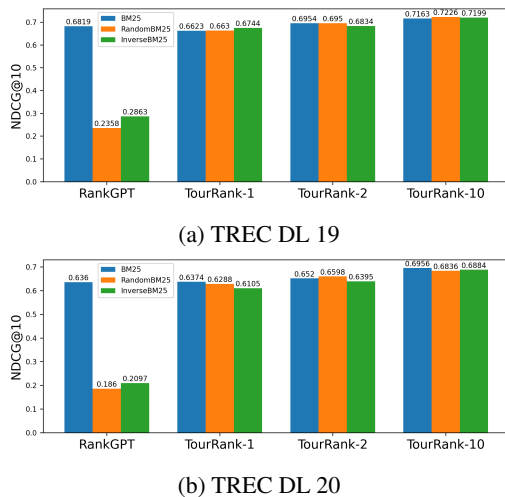 0.7
0.6
0.5
0.4
0.3
0.2
0.1
0.0
NDCG@10
BM25
RandomBM25
InverseBM25
0.6819
0.2358
0.2863
0.6623
0.663
0.6744
0.6954
0.695
0.6834
0.7163
0.7226
0.7199
RankGPT
TourRank-1
TourRank-2
TourRank-10
(a) TREC DL 19
0.7
0.6
0.5
0.4
0.3
0.2
0.1
0.0
NDCG@10
BM25
RandomBM25
InverseBM25
0.636
0.186
0.2097
0.6374
0.6288
0.6105
0.652
0.6598
0.6395
0.6956
0.6836
0.6884
RankGPT
TourRank-1
TourRank-2
TourRank-10
(b) TREC DL 20